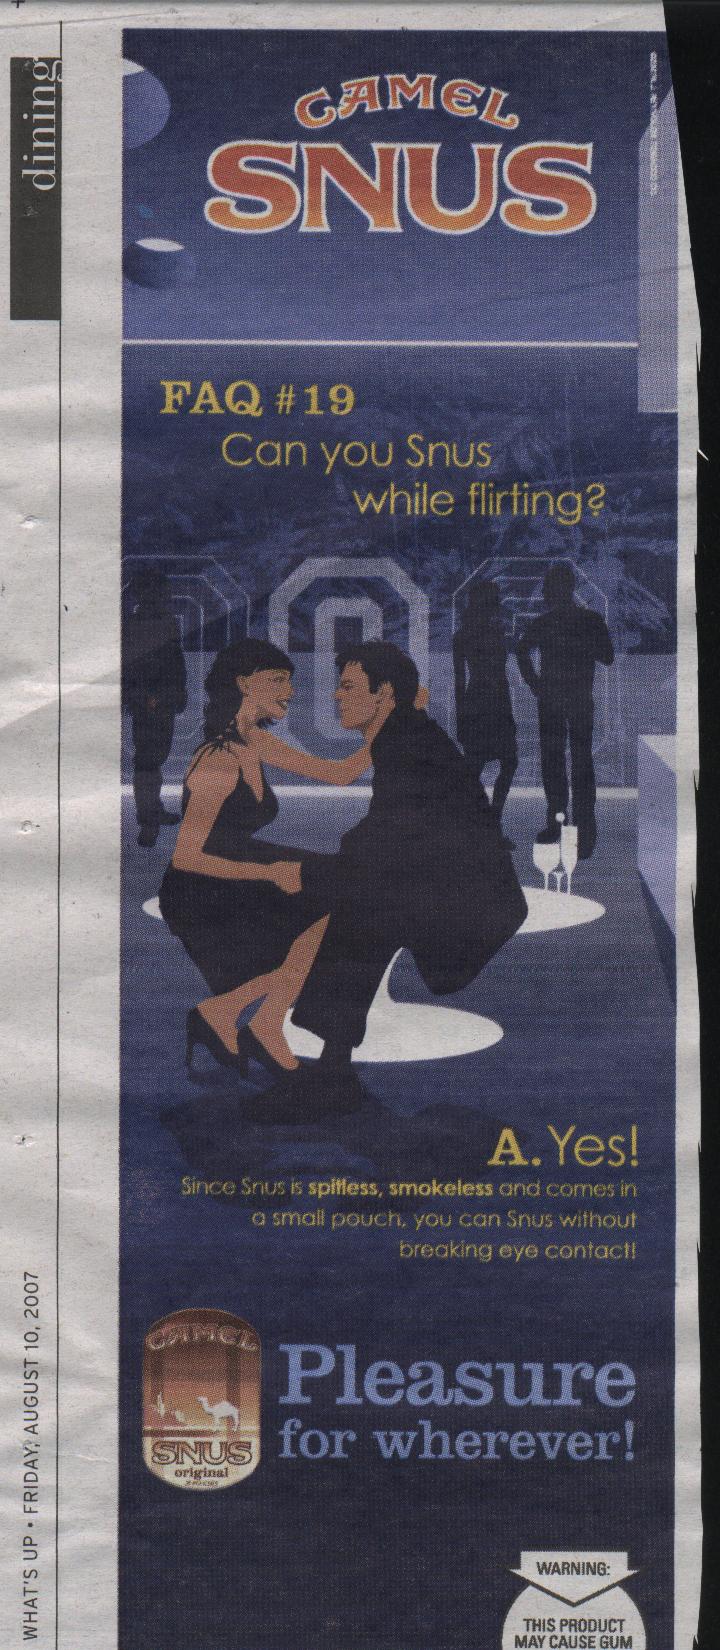 dining
CAMEL
SNUS
FAQ #19
Can you Snus
while flirting?
A. Yes!
Since Snus is spitless, smokeless and comes in
a small pouch, you can Snus without
breaking eye contact!
CAMEL
SNUS
original
Pleasure
for wherever!
WARNING:
THIS PRODUCT
MAY CAUSE GUM
WHAT'S UP • FRIDAY, AUGUST 10, 2007